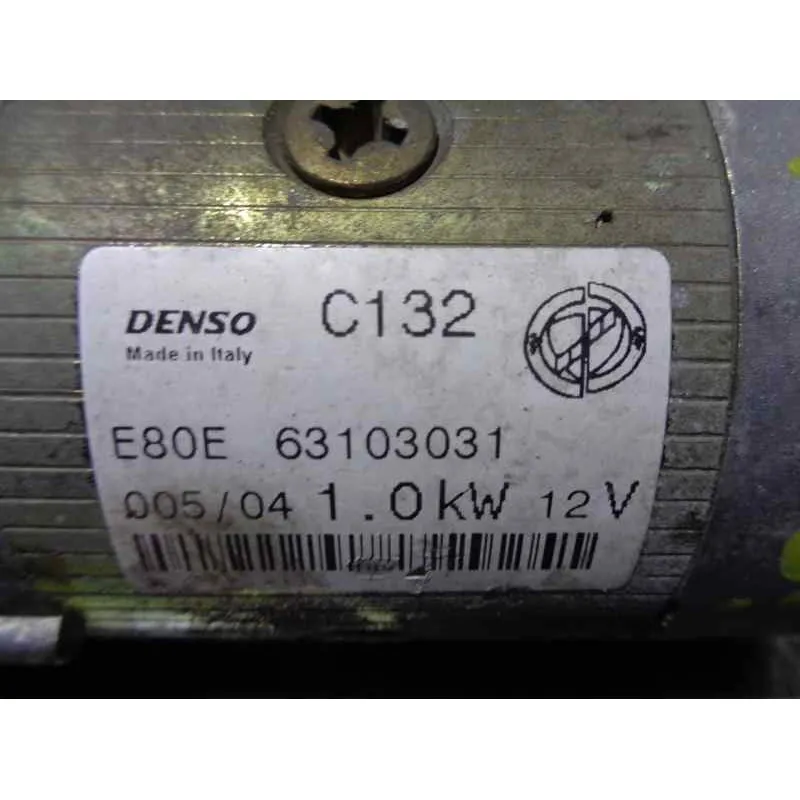 DENSO C132
Made in Italy
E80E 63103031
005/04 1.0kW 12V